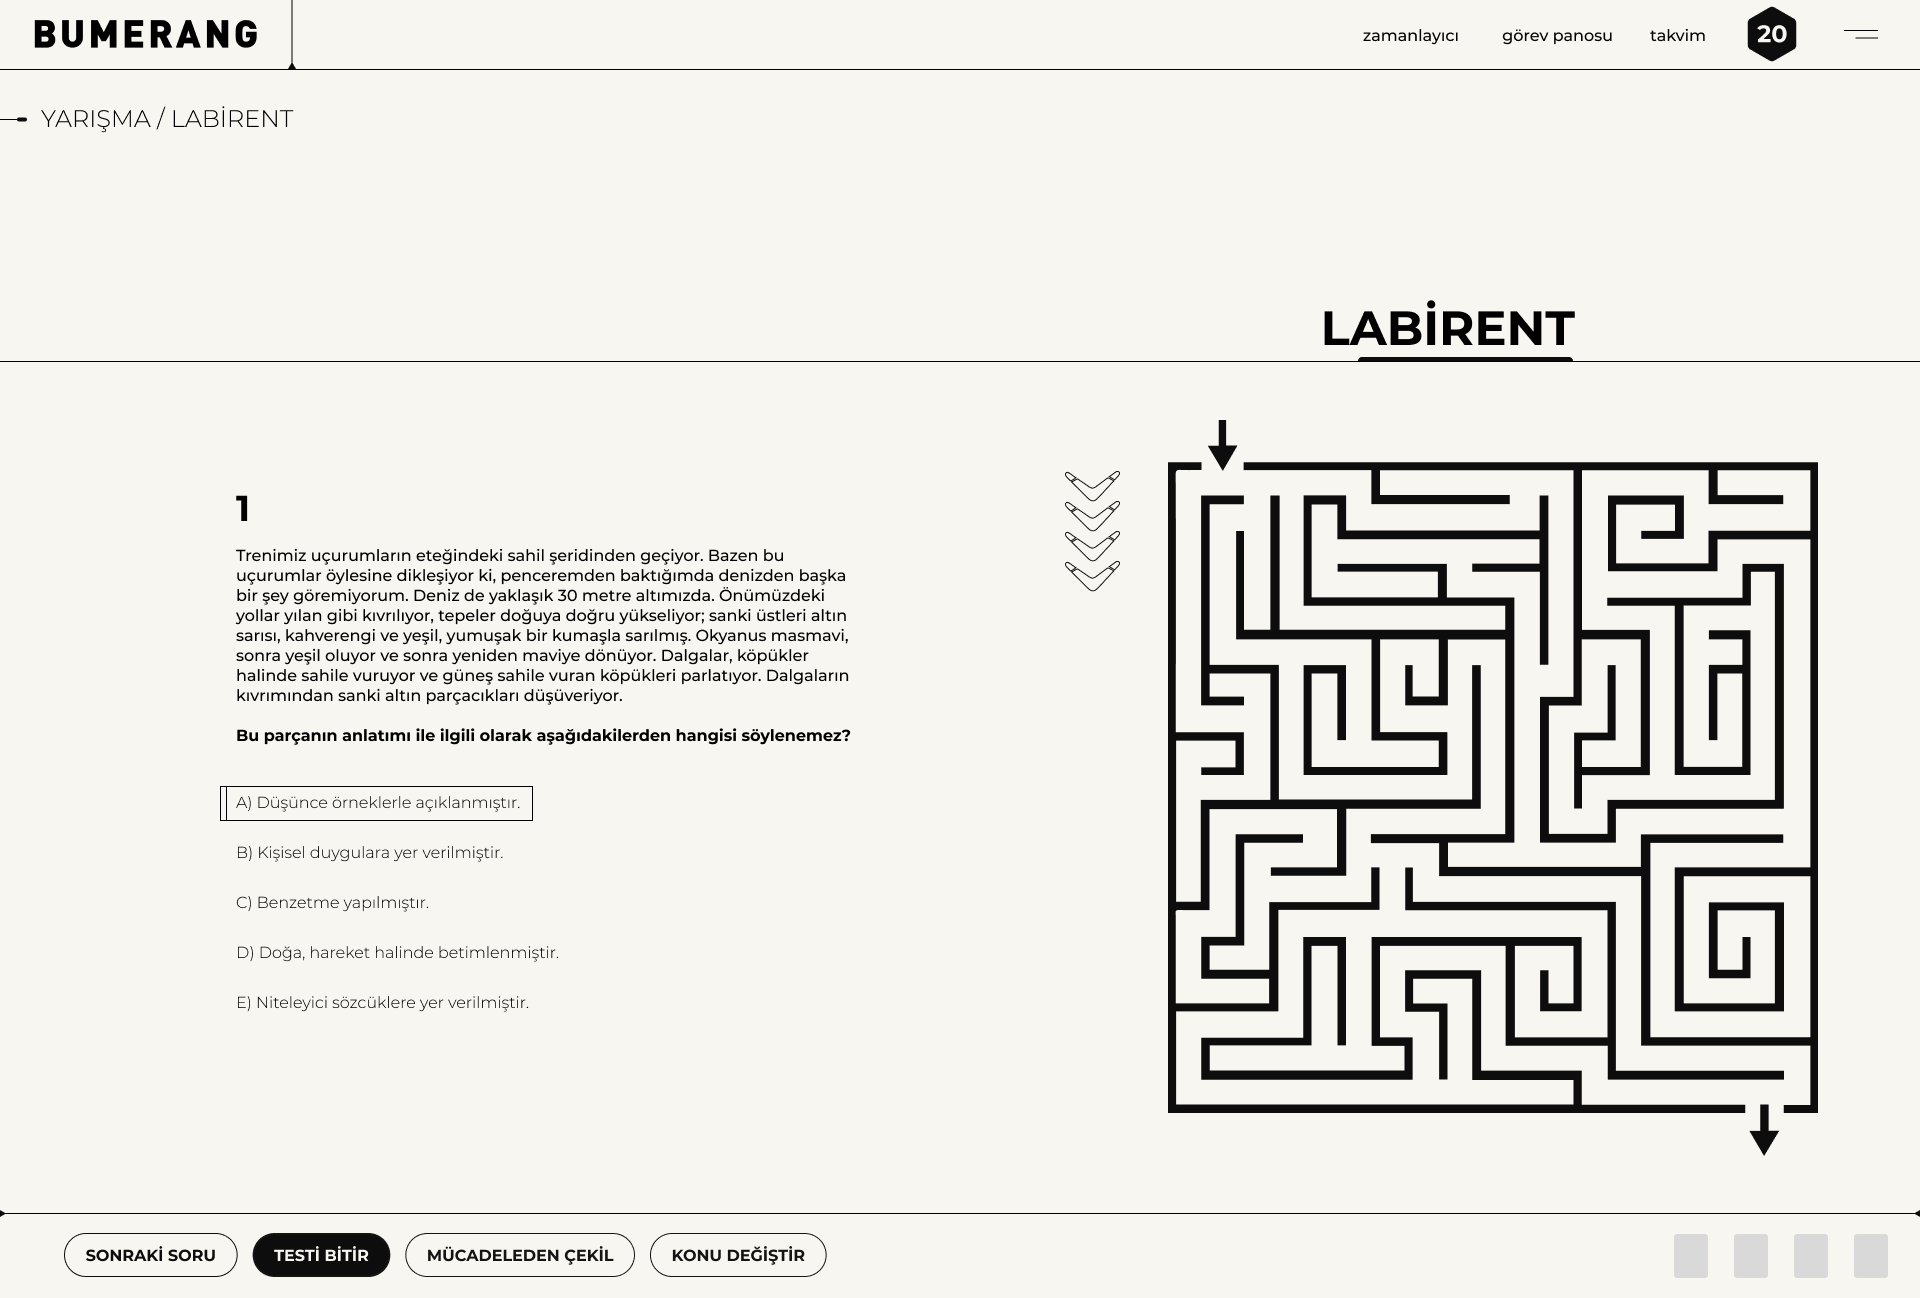 BUMERANG
zamanlayıcı görev panosu takvim 20
YARIŞMA / LABİRENT
LABİRENT
1
Trenimiz uçurumların eteğindeki sahil şeridinden geçiyor. Bazen bu
uçurumlar öylesine dikleşiyor ki, penceremden baktığımda denizden başka
bir şey göremiyorum. Deniz de yaklaşık 30 metre altımızda. Önümüzdeki
yollar yılan gibi kıvrılıyor, tepeler doğuya doğru yükseliyor; sanki üstleri altın
sarısı, kahverengi ve yeşil, yumuşak bir kumaşla sarılmış. Okyanus masmavi,
sonra yeşil oluyor ve sonra yeniden maviye dönüyor. Dalgalar, köpükler
halinde sahile vuruyor ve güneş sahile vuran köpükleri parlatıyor. Dalgaların
kıvrımından sanki altın parçacıkları düşüveriyor.
Bu parçanın anlatımı ile ilgili olarak aşağıdakilerden hangisi söylenemez?
A) Düşünce örneklerle açıklanmıştır.
B) Kişisel duygulara yer verilmiştir.
C) Benzetme yapılmıştır.
D) Doğa, hareket halinde betimlenmiştir.
E) Niteleyici sözcüklere yer verilmiştir.
SONRAKİ SORU TESTİ BİTİR MÜCADELEDEN ÇEKİL KONU DEĞİŞTİR